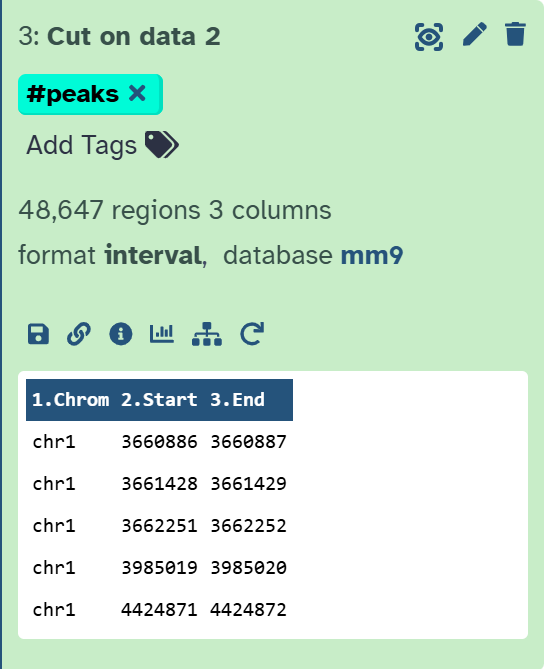 3: Cut on data 2
#peaks ×
Add Tags
48,647 regions 3 columns
format interval, database mm9
1.Chrom 2.Start 3.End
chr1 3660886 3660887
chr1 3661428 3661429
chr1 3662251 3662252
chr1 3985019 3985020
chr1 4424871 4424872